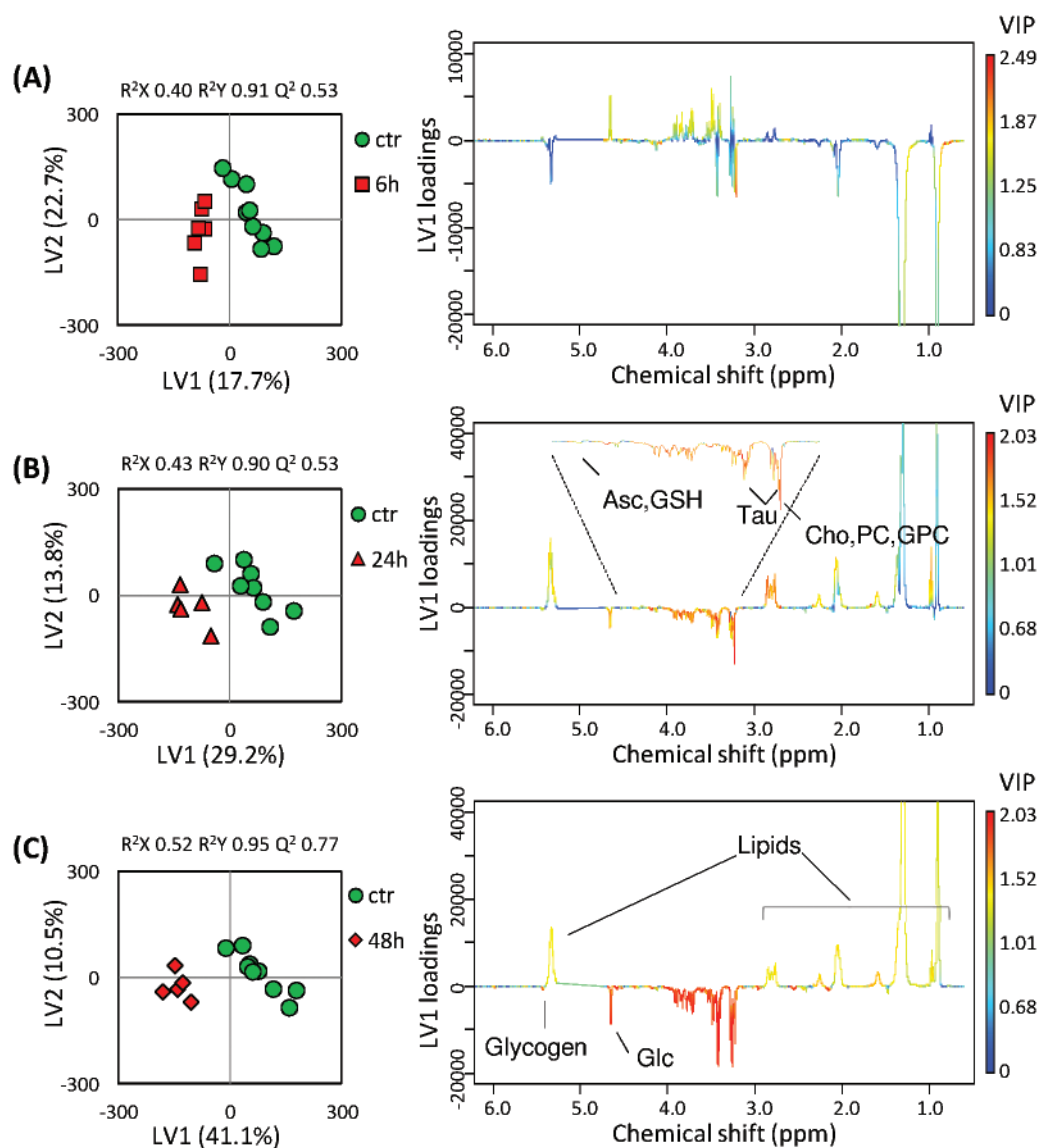 (A)
R²X 0.40 R²Y 0.91 Q² 0.53
300
0
-300
LV2 (22.7%)
-300
0
300
LV1 (17.7%)
ctr
6h
LV1 loadings
10000
0
-10000
-20000
6.0
5.0
4.0
3.0
2.0
1.0
Chemical shift (ppm)
VIP
2.49
1.87
1.25
0.83
0
(B)
R²X 0.43 R²Y 0.90 Q² 0.53
300
0
-300
LV2 (13.8%)
-300
0
300
LV1 (29.2%)
ctr
24h
LV1 loadings
40000
20000
0
-20000
Asc,GSH
Tau
Cho,PC,GPC
6.0
5.0
4.0
3.0
2.0
1.0
Chemical shift (ppm)
VIP
2.03
1.52
1.01
0.68
0
(C)
R²X 0.52 R²Y 0.95 Q² 0.77
300
0
-300
LV2 (10.5%)
-300
0
300
LV1 (41.1%)
ctr
48h
LV1 loadings
40000
20000
0
-20000
Lipids
Glycogen
Glc
6.0
5.0
4.0
3.0
2.0
1.0
Chemical shift (ppm)
VIP
2.03
1.52
1.01
0.68
0